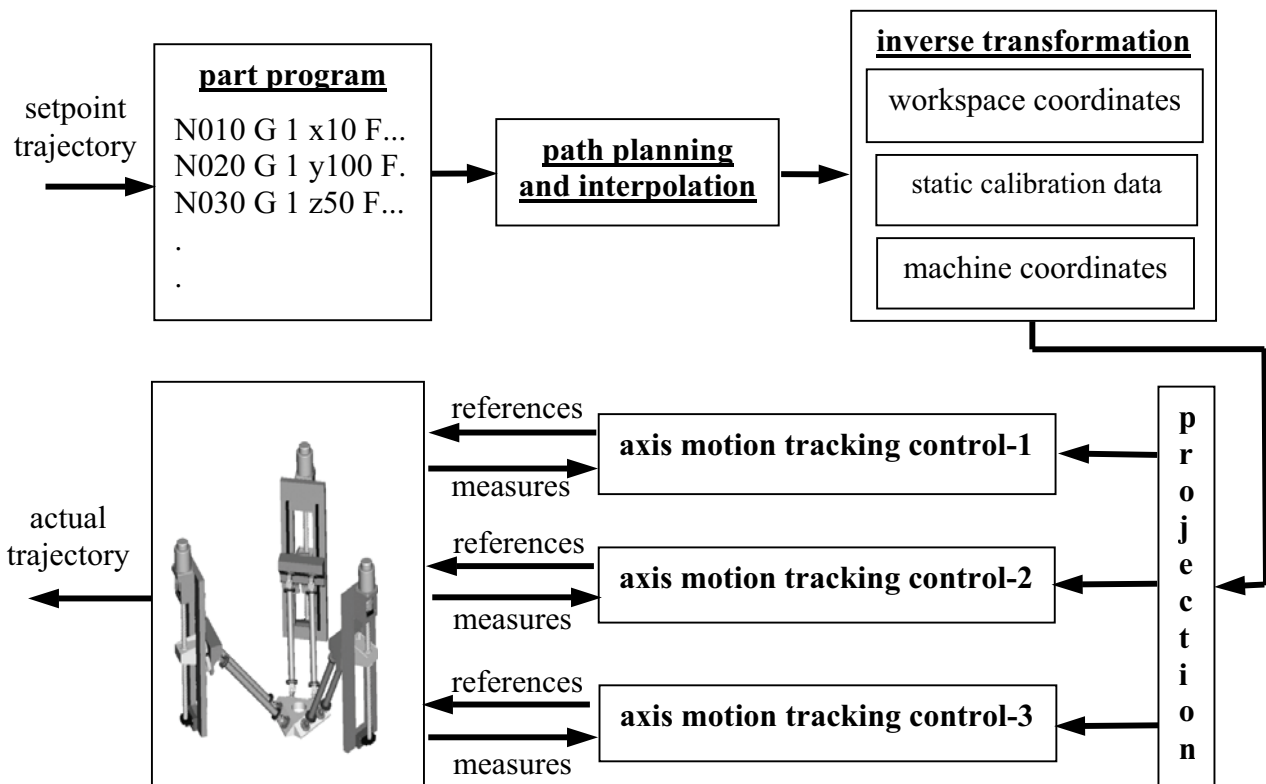 setpoint
trajectory
part program
N010 G 1 x10 F...
N020 G 1 y100 F.
N030 G 1 z50 F...
.
.
path planning
and interpolation
inverse transformation
workspace coordinates
static calibration data
machine coordinates
projection
references
axis motion tracking control-1
measures
references
axis motion tracking control-2
measures
references
axis motion tracking control-3
measures
actual
trajectory